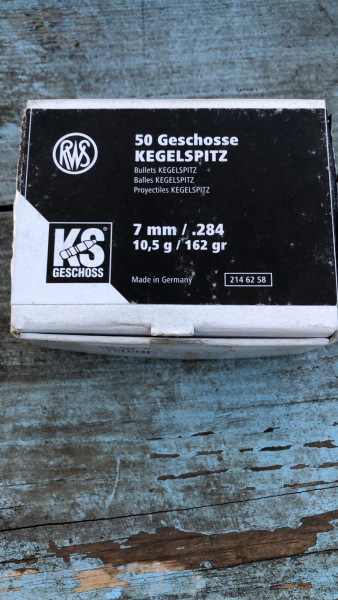 RWS
50 Geschosse
KEGELSPITZ
Bullets KEGELSPITZ
Balles KEGELSPITZ
Proyectiles KEGELSPITZ
KS®
GESCHOSS
7 mm / .284
10,5 g / 162 gr
Made in Germany
214 62 58